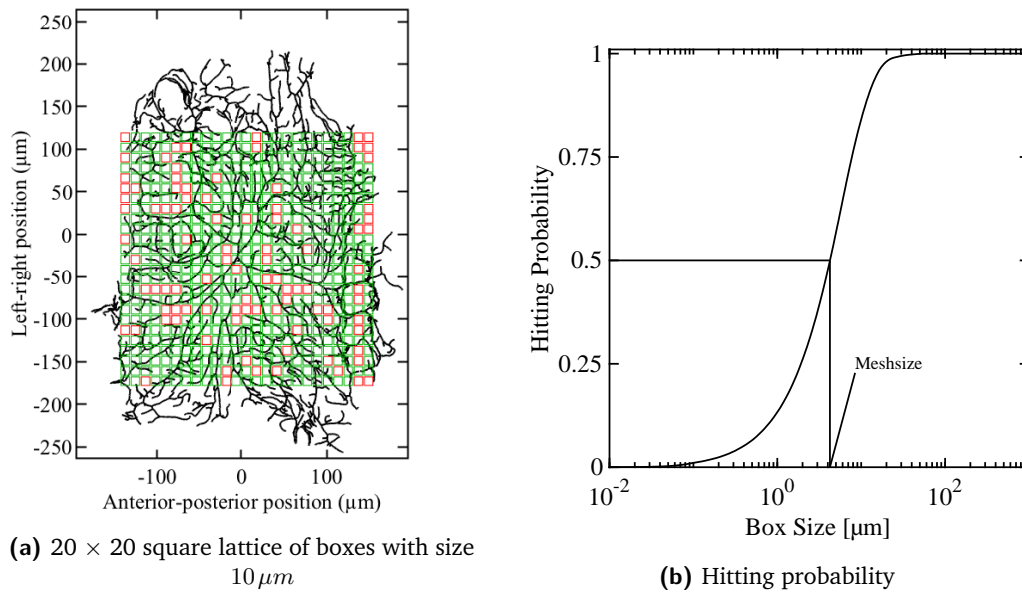 250
200
150
100
50
0
-50
-100
-150
-200
-250
Left-right position (µm)
-100 0 100
Anterior-posterior position (µm)
(a) 20 × 20 square lattice of boxes with size
10 µm
1
0.75
0.5
0.25
0
Hitting Probability
Meshsize
10^-2 10^0 10^2
Box Size [µm]
(b) Hitting probability